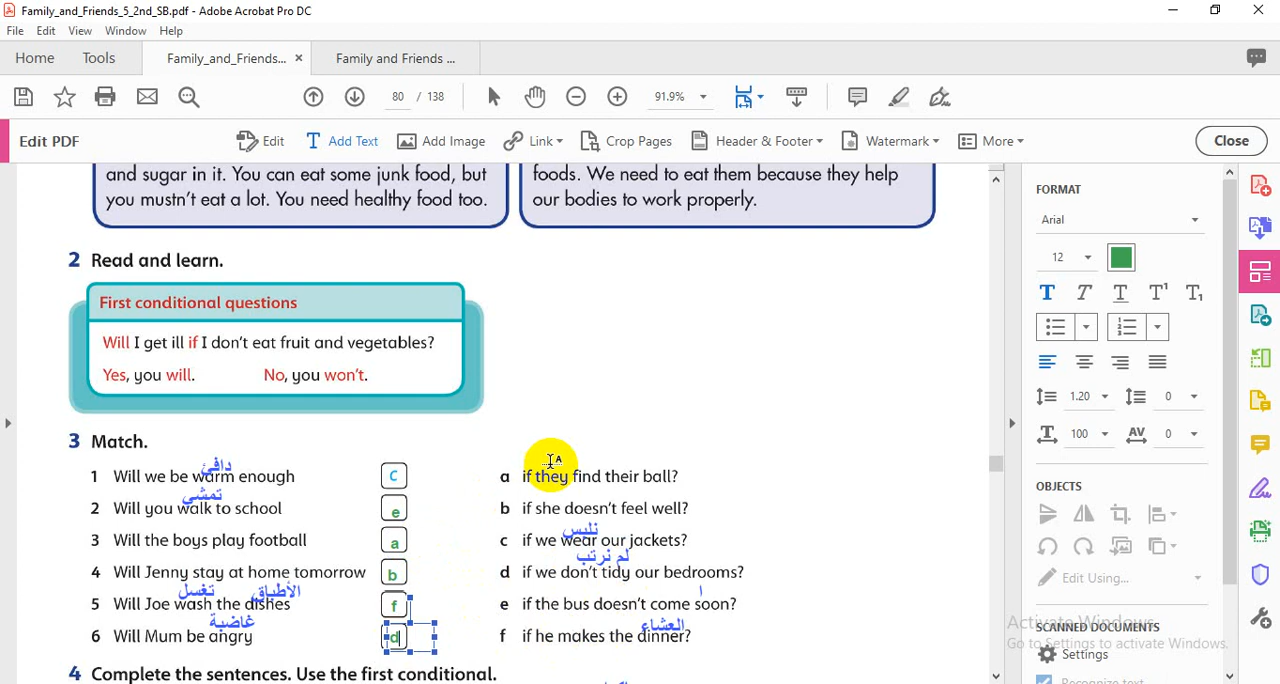 Family_and_Friends_5_2nd_SB.pdf - Adobe Acrobat Pro DC
File Edit View Window Help
Home Tools Family_and_Friends... × Family and Friends ...
80 / 138 91.9%
Edit PDF Edit Add Text Add Image Link Crop Pages Header & Footer Watermark More Close
and sugar in it. You can eat some junk food, but
you mustn't eat a lot. You need healthy food too.
foods. We need to eat them because they help
our bodies to work properly.
2 Read and learn.
First conditional questions
Will I get ill if I don't eat fruit and vegetables?
Yes, you will. No, you won't.
3 Match.
دافئ
1 Will we be warm enough C a if they find their ball?
تمشي
2 Will you walk to school e b if she doesn't feel well?
نلبس
3 Will the boys play football a c if we wear our jackets?
لم نرتب
4 Will Jenny stay at home tomorrow b d if we don't tidy our bedrooms?
تغسل الأطباق ا
5 Will Joe wash the dishes f e if the bus doesn't come soon?
غاضبة العشاء
6 Will Mum be angry d f if he makes the dinner?
4 Complete the sentences. Use the first conditional.
FORMAT
Arial
12
T T T T¹ T₁
1.20 0
100 AV 0
OBJECTS
Edit Using...
SCANNED DOCUMENTS
Settings
Recognize text
Activate Windows
Go to Settings to activate Windows.